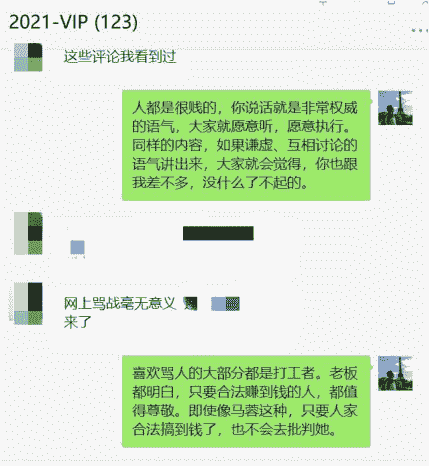 2021-VIP (123)
这些评论我看到过
人都是很贱的，你说话就是非常权威
的语气，大家就愿意听，愿意执行。
同样的内容，如果谦虚、互相讨论的
语气讲出来，大家就会觉得，你也跟
我差不多，没什么了不起的。
网上骂战毫无意义
来了
喜欢骂人的大部分都是打工者。老板
都明白，只要合法赚到钱的人，都值
得尊敬。即使像马蓉这种，只要人家
合法搞到钱了，也不会去批判她。